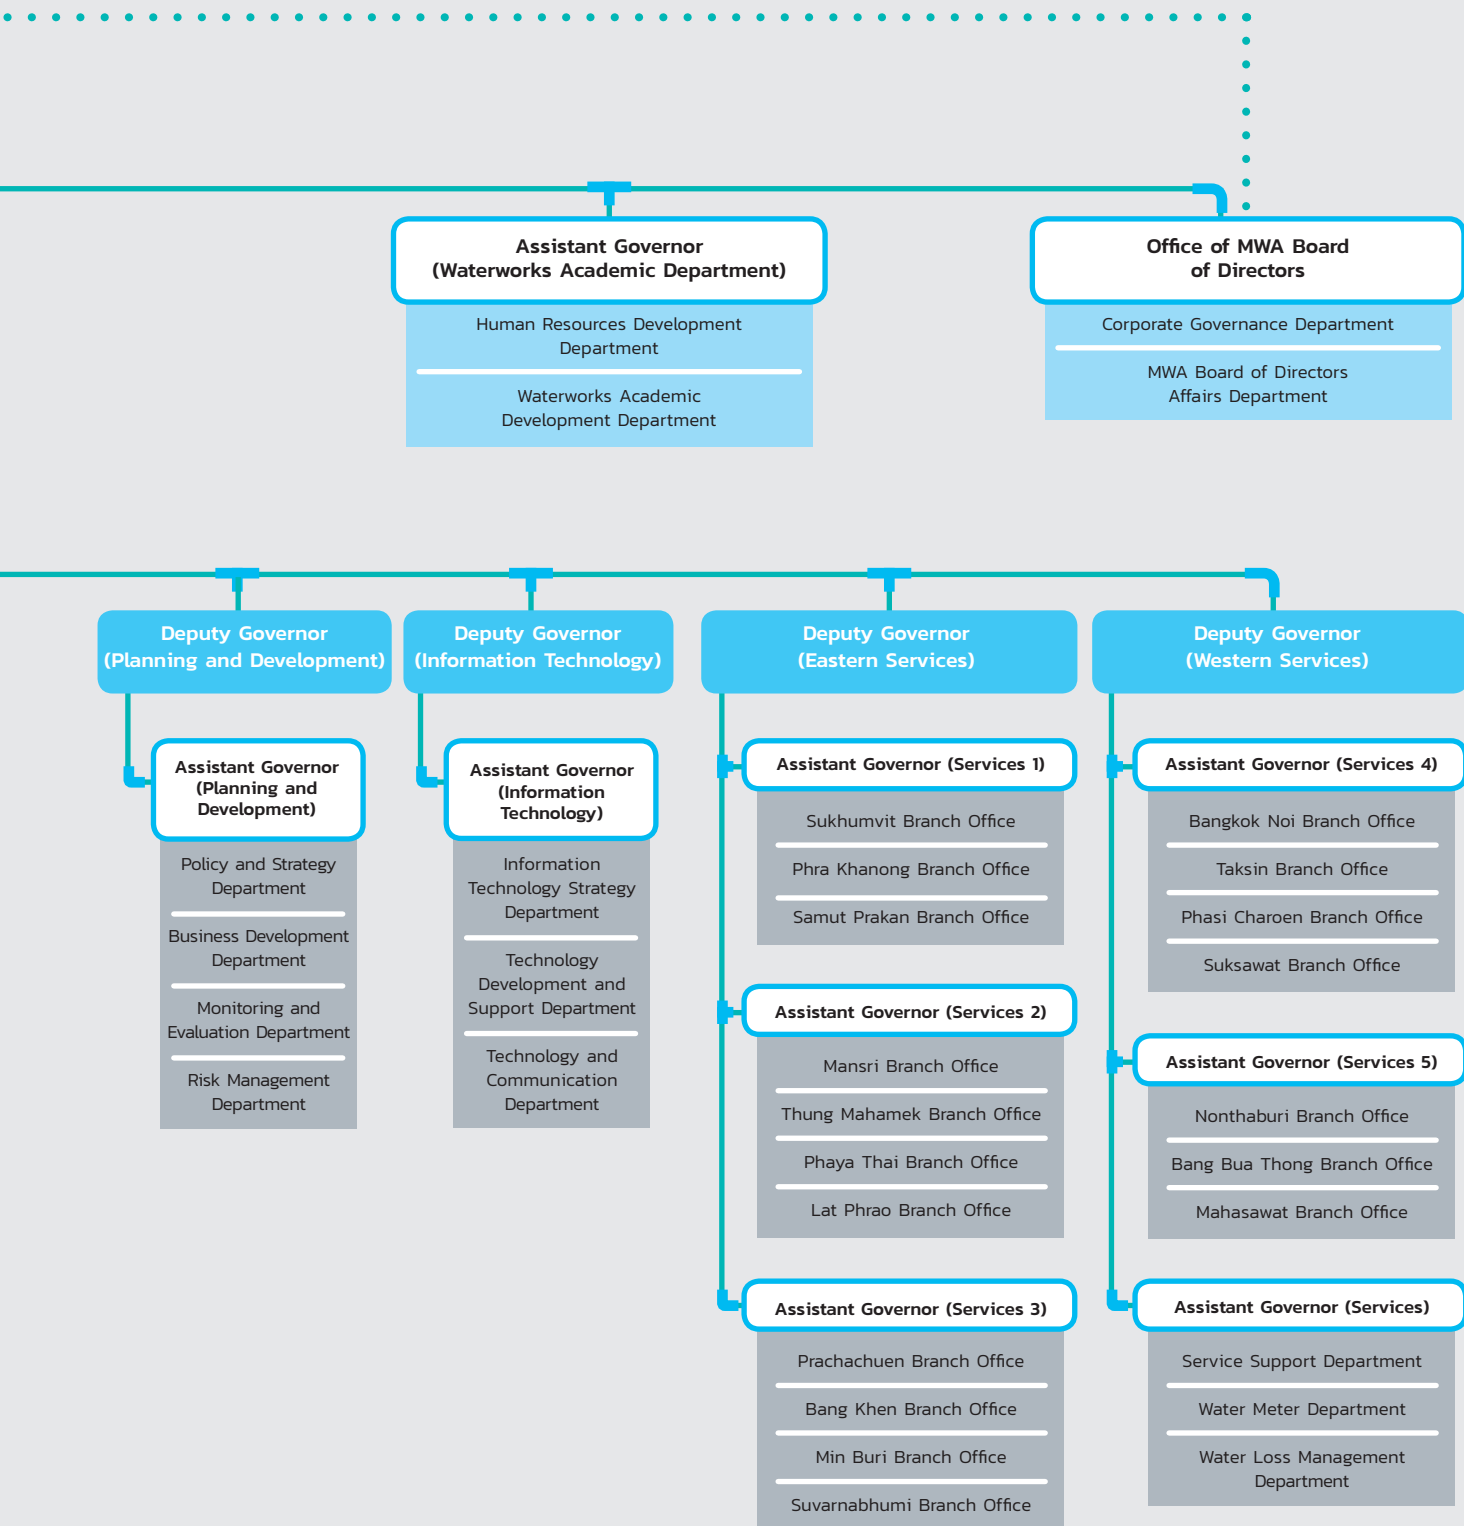 Assistant Governor
(Waterworks Academic Department)
Human Resources Development
Department
Waterworks Academic
Development Department
Office of MWA Board
of Directors
Corporate Governance Department
MWA Board of Directors
Affairs Department
Deputy Governor
(Planning and Development)
Assistant Governor
(Planning and
Development)
Policy and Strategy
Department
Business Development
Department
Monitoring and
Evaluation Department
Risk Management
Department
Deputy Governor
(Information Technology)
Assistant Governor
(Information
Technology)
Information
Technology Strategy
Department
Technology
Development and
Support Department
Technology and
Communication
Department
Deputy Governor
(Eastern Services)
Assistant Governor (Services 1)
Sukhumvit Branch Office
Phra Khanong Branch Office
Samut Prakan Branch Office
Assistant Governor (Services 2)
Mansri Branch Office
Thung Mahamek Branch Office
Phaya Thai Branch Office
Lat Phrao Branch Office
Assistant Governor (Services 3)
Prachachuen Branch Office
Bang Khen Branch Office
Min Buri Branch Office
Suvarnabhumi Branch Office
Deputy Governor
(Western Services)
Assistant Governor (Services 4)
Bangkok Noi Branch Office
Taksin Branch Office
Phasi Charoen Branch Office
Suksawat Branch Office
Assistant Governor (Services 5)
Nonthaburi Branch Office
Bang Bua Thong Branch Office
Mahasawat Branch Office
Assistant Governor (Services)
Service Support Department
Water Meter Department
Water Loss Management
Department